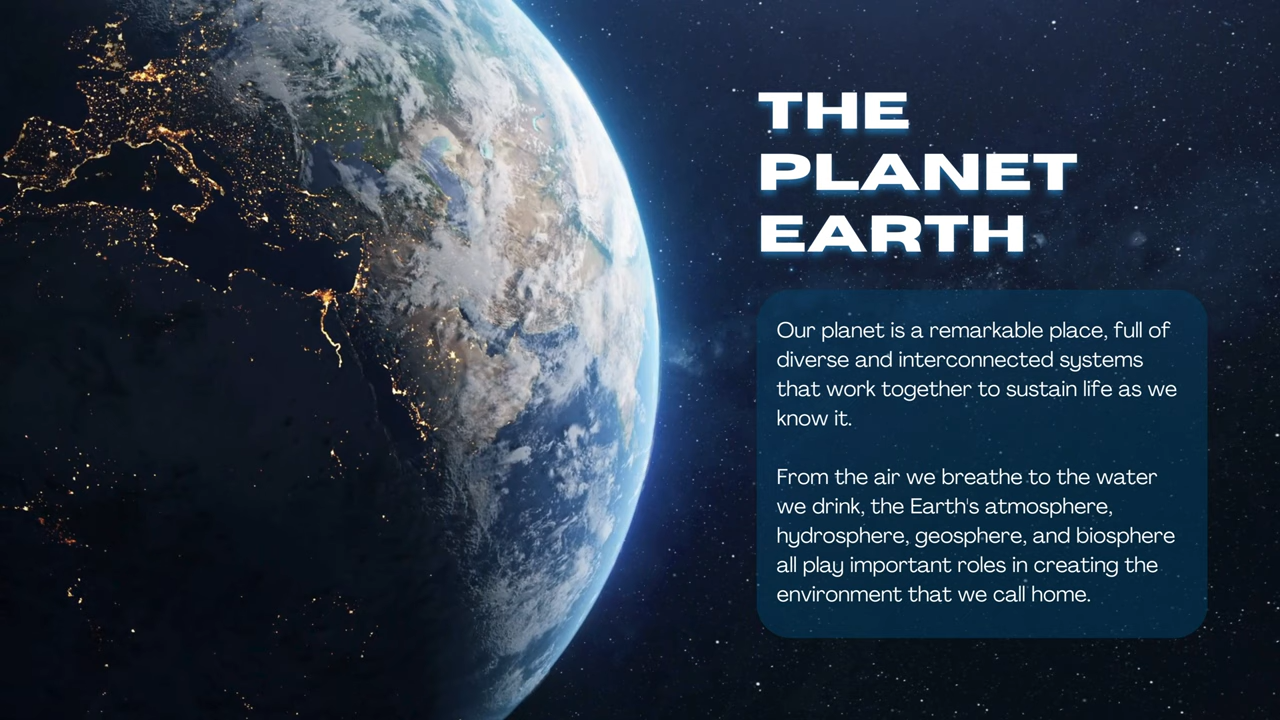 THE
PLANET
EARTH
Our planet is a remarkable place, full of
diverse and interconnected systems
that work together to sustain life as we
know it.
From the air we breathe to the water
we drink, the Earth's atmosphere,
hydrosphere, geosphere, and biosphere
all play important roles in creating the
environment that we call home.